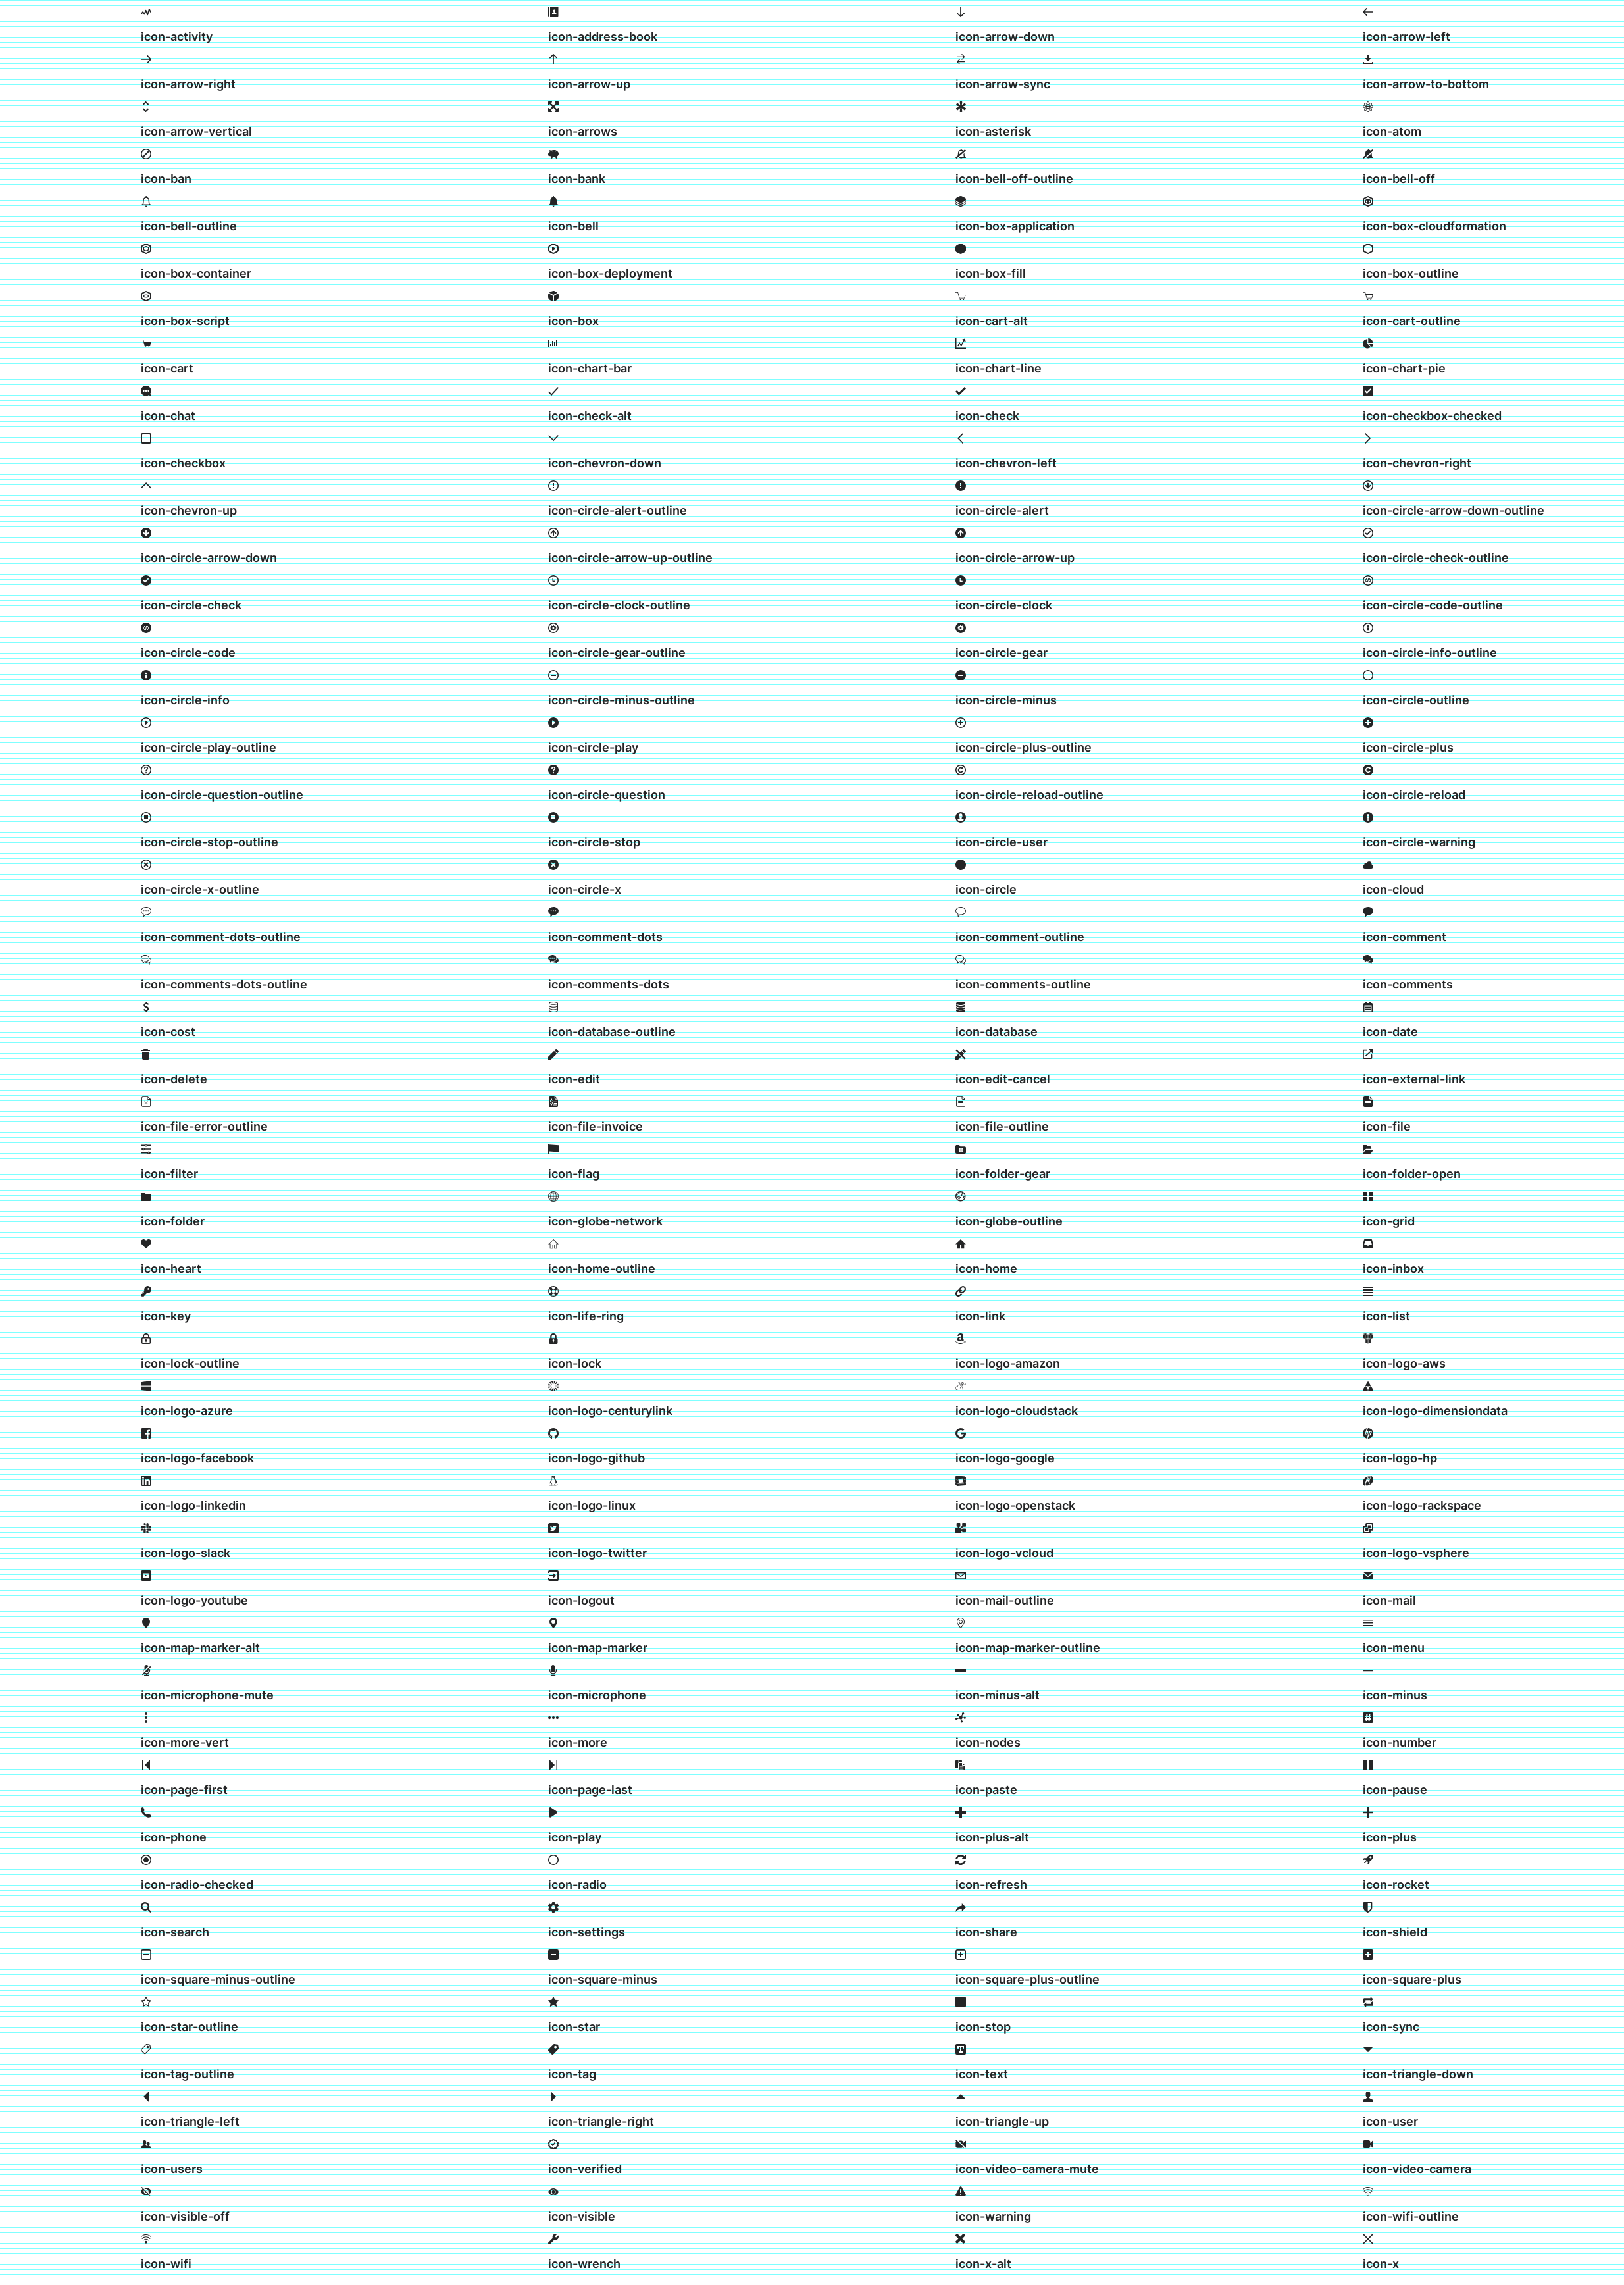 icon-activity icon-address-book icon-arrow-down icon-arrow-left
icon-arrow-right icon-arrow-up icon-arrow-sync icon-arrow-to-bottom
icon-arrow-vertical icon-arrows icon-asterisk icon-atom
icon-ban icon-bank icon-bell-off-outline icon-bell-off
icon-bell-outline icon-bell icon-box-application icon-box-cloudformation
icon-box-container icon-box-deployment icon-box-fill icon-box-outline
icon-box-script icon-box icon-cart-alt icon-cart-outline
icon-cart icon-chart-bar icon-chart-line icon-chart-pie
icon-chat icon-check-alt icon-check icon-checkbox-checked
icon-checkbox icon-chevron-down icon-chevron-left icon-chevron-right
icon-chevron-up icon-circle-alert-outline icon-circle-alert icon-circle-arrow-down-outline
icon-circle-arrow-down icon-circle-arrow-up-outline icon-circle-arrow-up icon-circle-check-outline
icon-circle-check icon-circle-clock-outline icon-circle-clock icon-circle-code-outline
icon-circle-code icon-circle-gear-outline icon-circle-gear icon-circle-info-outline
icon-circle-info icon-circle-minus-outline icon-circle-minus icon-circle-outline
icon-circle-play-outline icon-circle-play icon-circle-plus-outline icon-circle-plus
icon-circle-question-outline icon-circle-question icon-circle-reload-outline icon-circle-reload
icon-circle-stop-outline icon-circle-stop icon-circle-user icon-circle-warning
icon-circle-x-outline icon-circle-x icon-circle icon-cloud
icon-comment-dots-outline icon-comment-dots icon-comment-outline icon-comment
icon-comments-dots-outline icon-comments-dots icon-comments-outline icon-comments
icon-cost icon-database-outline icon-database icon-date
icon-delete icon-edit icon-edit-cancel icon-external-link
icon-file-error-outline icon-file-invoice icon-file-outline icon-file
icon-filter icon-flag icon-folder-gear icon-folder-open
icon-folder icon-globe-network icon-globe-outline icon-grid
icon-heart icon-home-outline icon-home icon-inbox
icon-key icon-life-ring icon-link icon-list
icon-lock-outline icon-lock icon-logo-amazon icon-logo-aws
icon-logo-azure icon-logo-centurylink icon-logo-cloudstack icon-logo-dimensiondata
icon-logo-facebook icon-logo-github icon-logo-google icon-logo-hp
icon-logo-linkedin icon-logo-linux icon-logo-openstack icon-logo-rackspace
icon-logo-slack icon-logo-twitter icon-logo-vcloud icon-logo-vsphere
icon-logo-youtube icon-logout icon-mail-outline icon-mail
icon-map-marker-alt icon-map-marker icon-map-marker-outline icon-menu
icon-microphone-mute icon-microphone icon-minus-alt icon-minus
icon-more-vert icon-more icon-nodes icon-number
icon-page-first icon-page-last icon-paste icon-pause
icon-phone icon-play icon-plus-alt icon-plus
icon-radio-checked icon-radio icon-refresh icon-rocket
icon-search icon-settings icon-share icon-shield
icon-square-minus-outline icon-square-minus icon-square-plus-outline icon-square-plus
icon-star-outline icon-star icon-stop icon-sync
icon-tag-outline icon-tag icon-text icon-triangle-down
icon-triangle-left icon-triangle-right icon-triangle-up icon-user
icon-users icon-verified icon-video-camera-mute icon-video-camera
icon-visible-off icon-visible icon-warning icon-wifi-outline
icon-wifi icon-wrench icon-x-alt icon-x